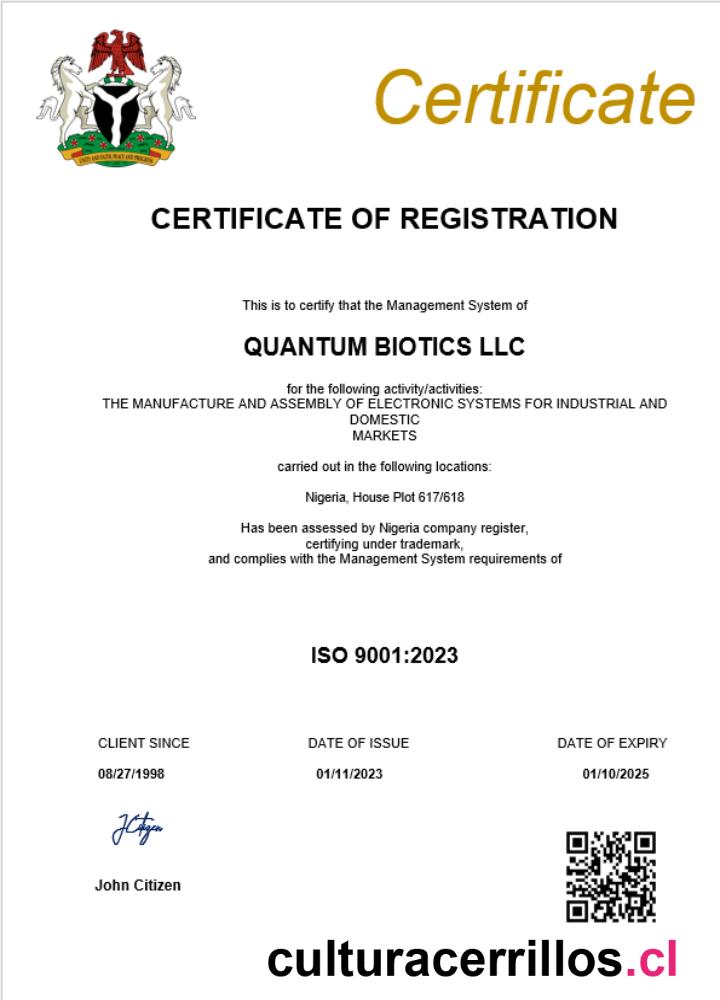 UNITY AND FAITH, PEACE AND PROGRESS
Certificate
CERTIFICATE OF REGISTRATION
This is to certify that the Management System of
QUANTUM BIOTICS LLC
for the following activity/activities:
THE MANUFACTURE AND ASSEMBLY OF ELECTRONIC SYSTEMS FOR INDUSTRIAL AND
DOMESTIC
MARKETS
carried out in the following locations:
Nigeria, House Plot 617/618
Has been assessed by Nigeria company register,
certifying under trademark,
and complies with the Management System requirements of
ISO 9001:2023
CLIENT SINCE DATE OF ISSUE DATE OF EXPIRY
08/27/1998 01/11/2023 01/10/2025
JCitizen
John Citizen
culturacerrillos.cl